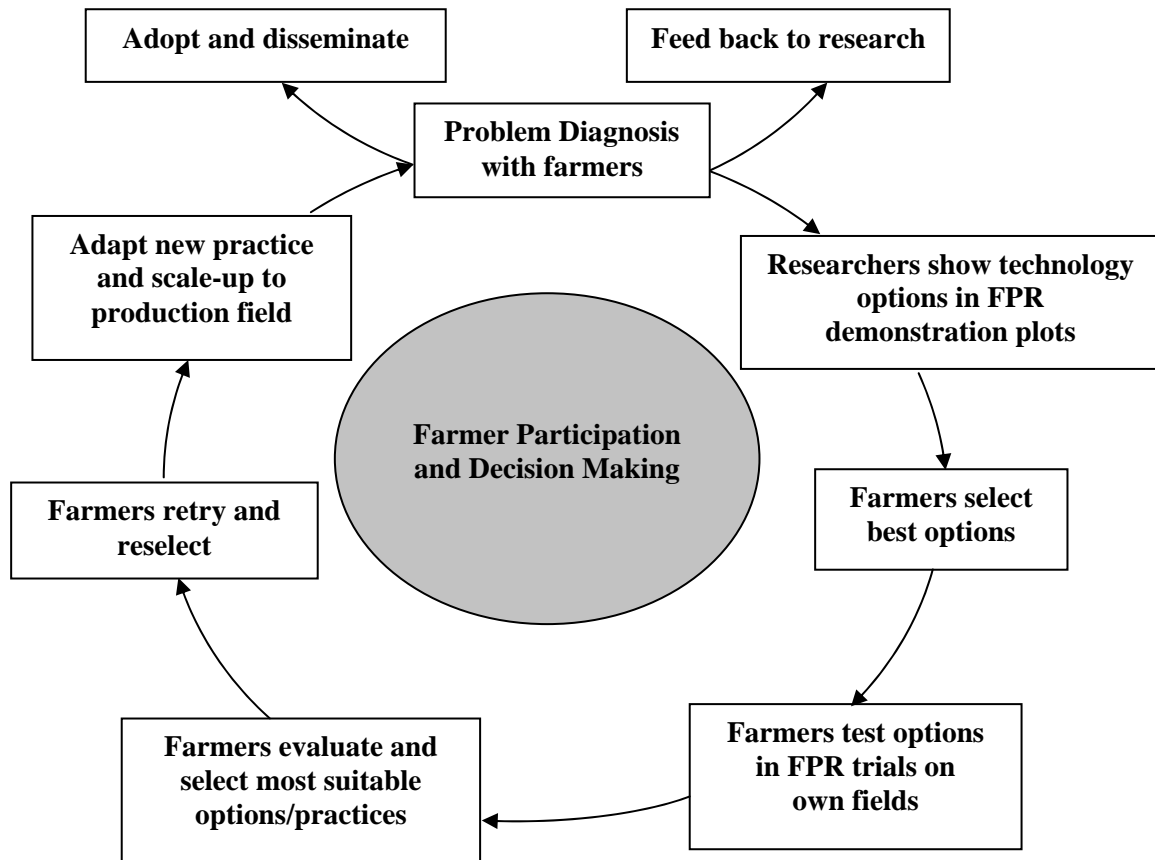 Adopt and disseminate
Feed back to research
Problem Diagnosis
with farmers
Adapt new practice
and scale-up to
production field
Researchers show technology
options in FPR
demonstration plots
Farmer Participation
and Decision Making
Farmers retry and
reselect
Farmers select
best options
Farmers evaluate and
select most suitable
options/practices
Farmers test options
in FPR trials on
own fields